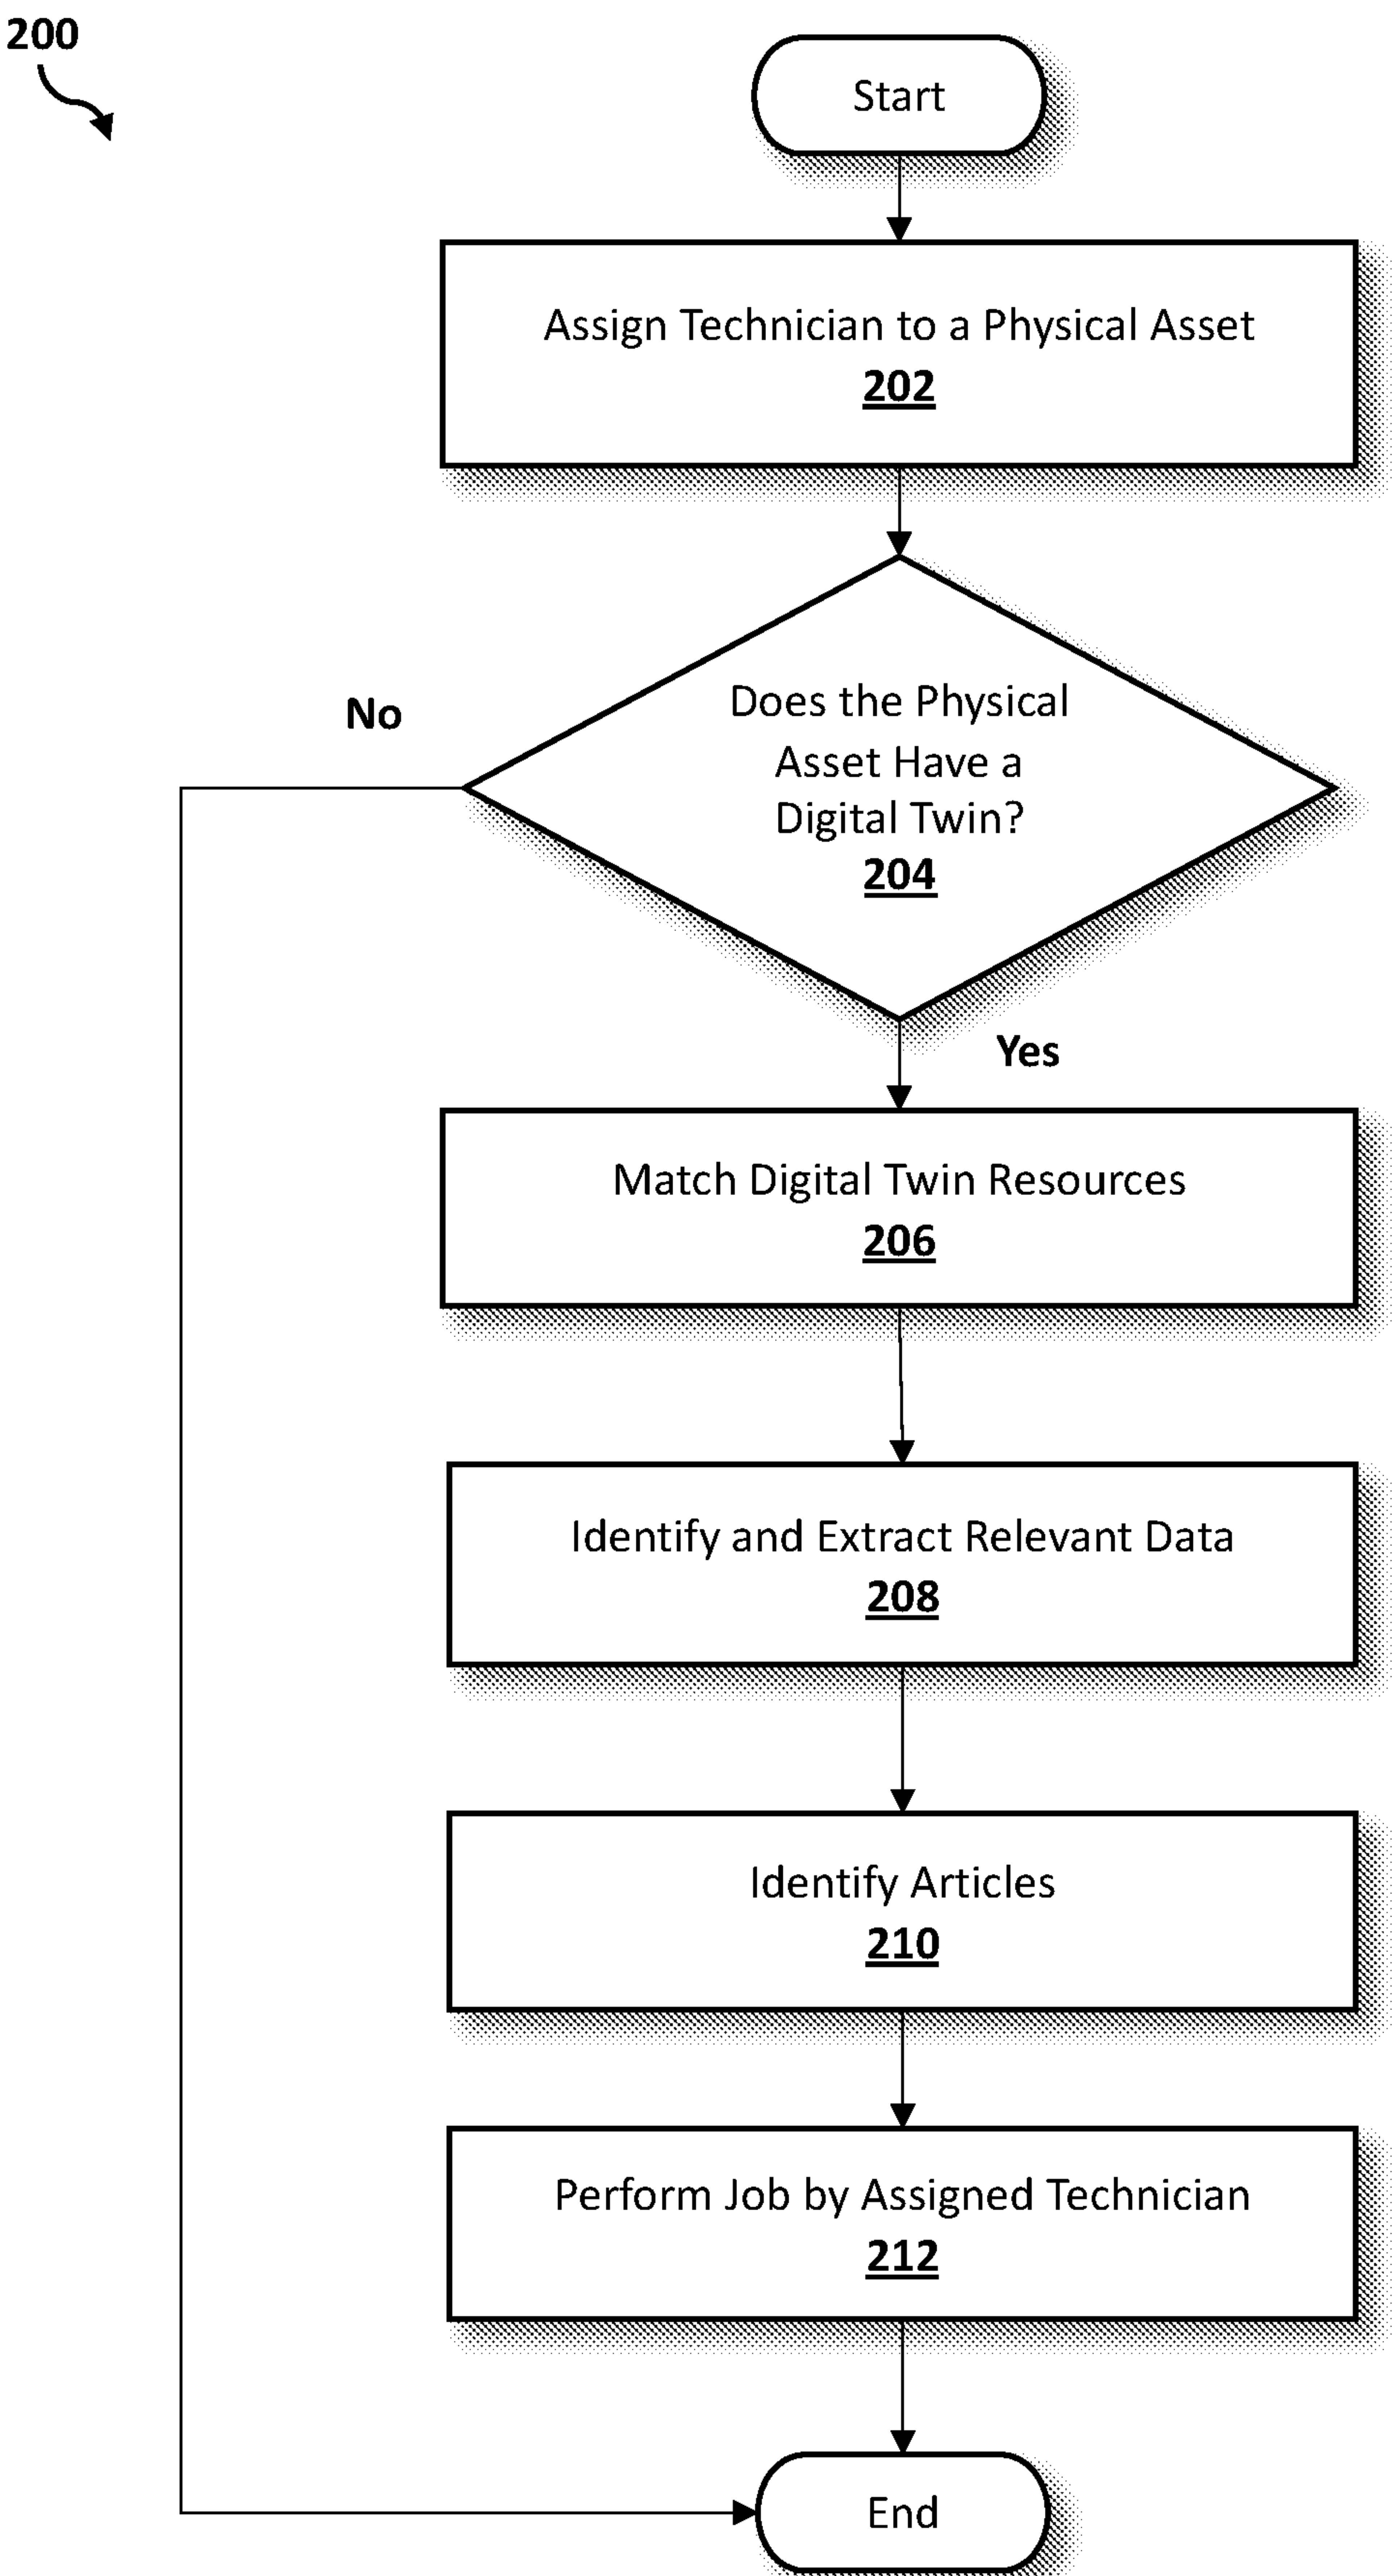 200
Start
Assign Technician to a Physical Asset
202
Does the Physical
Asset Have a
Digital Twin?
204
No
Yes
Match Digital Twin Resources
206
Identify and Extract Relevant Data
208
Identify Articles
210
Perform Job by Assigned Technician
212
End